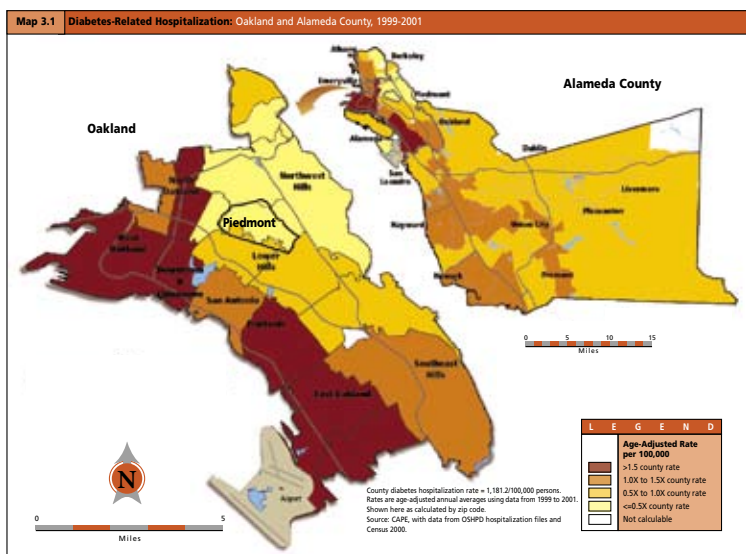 Map 3.1 Diabetes-Related Hospitalization: Oakland and Alameda County, 1999-2001
Albany
Berkeley
Emeryville
Piedmont
Alameda County
Oakland
Oakland
Alameda
Dublin
San
Leandro
North
Oakland
Northwest
Hills
Livermore
Pleasanton
Piedmont
Hayward
Union City
West
Oakland
Lower
Hills
Newark
Fremont
San Antonio
Fruitvale
0 5 10 15
Miles
Southeast
Hills
East Oakland
L E G E N D
Age-Adjusted Rate
per 100,000
>1.5 county rate
1.0X to 1.5X county rate
0.5X to 1.0X county rate
<=0.5X county rate
Not calculable
N
Airport
County diabetes hospitalization rate = 1,181.2/100,000 persons.
Rates are age-adjusted annual averages using data from 1999 to 2001.
Shown here as calculated by zip code.
Source: CAPE, with data from OSHPD hospitalization files and
Census 2000.
0 5
Miles